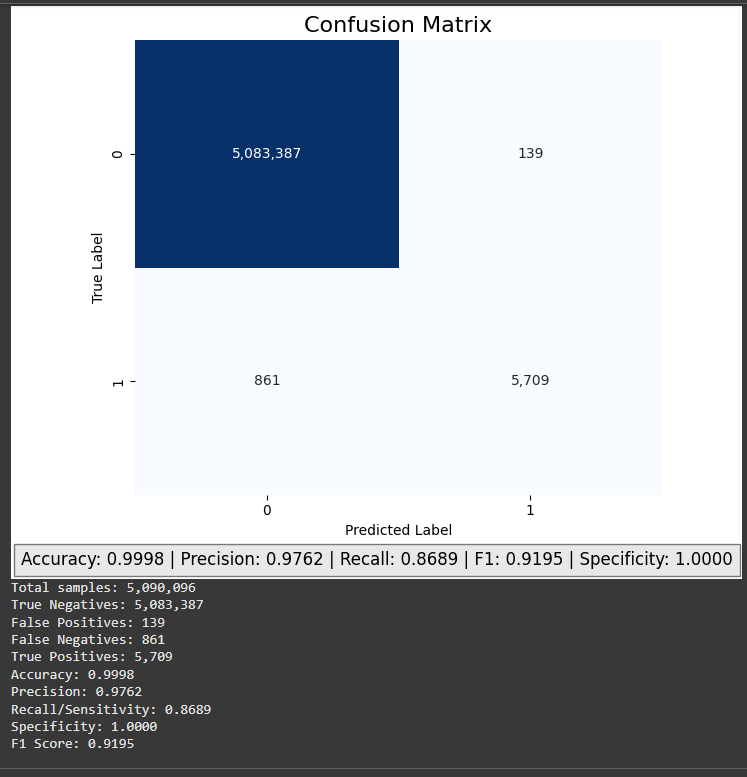 Confusion Matrix
0
5,083,387
139
True Label
1
861
5,709
0
1
Predicted Label
Accuracy: 0.9998 | Precision: 0.9762 | Recall: 0.8689 | F1: 0.9195 | Specificity: 1.0000
Total samples: 5,090,096
True Negatives: 5,083,387
False Positives: 139
False Negatives: 861
True Positives: 5,709
Accuracy: 0.9998
Precision: 0.9762
Recall/Sensitivity: 0.8689
Specificity: 1.0000
F1 Score: 0.9195